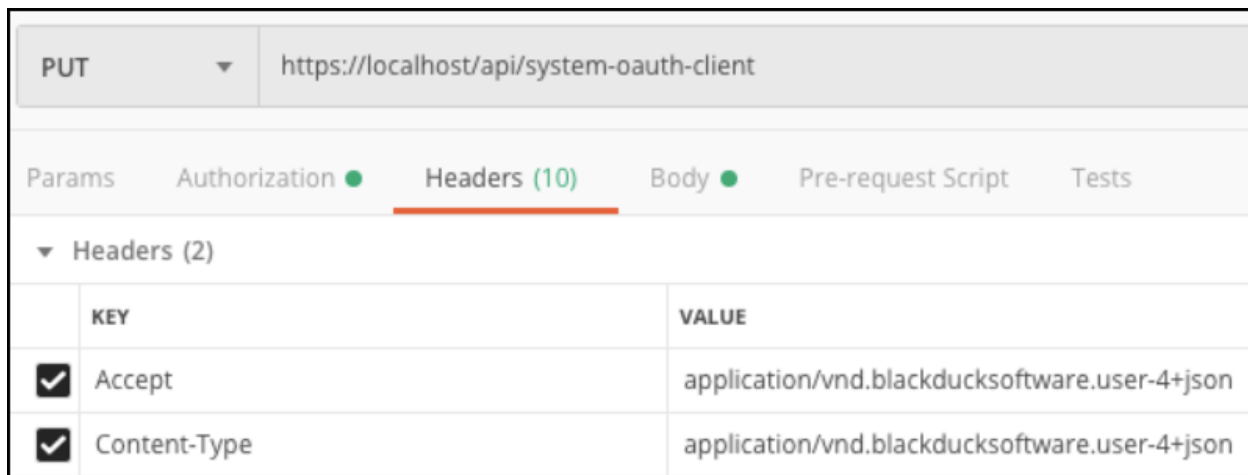 PUT https://localhost/api/system-oauth-client
Params Authorization Headers (10) Body Pre-request Script Tests
Headers (2)
KEY VALUE
Accept application/vnd.blackducksoftware.user-4+json
Content-Type application/vnd.blackducksoftware.user-4+json